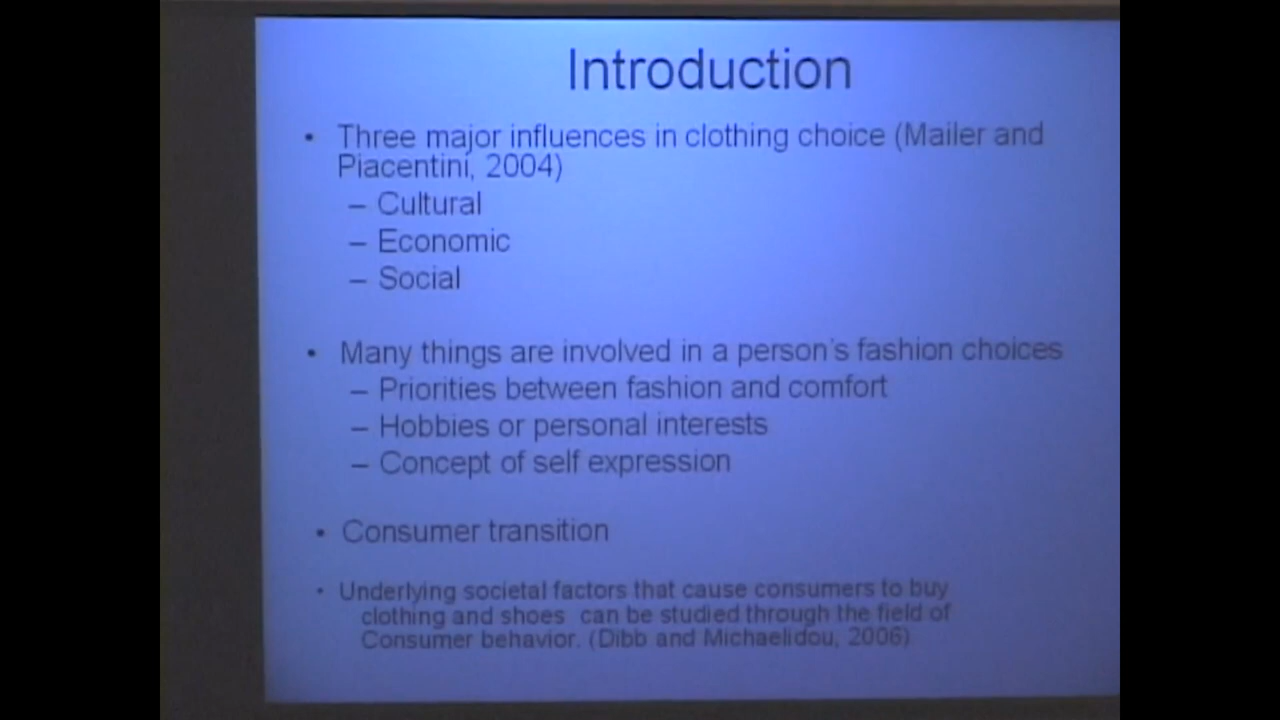 Introduction
• Three major influences in clothing choice (Mailer and
Piacentini, 2004)
– Cultural
– Economic
– Social
• Many things are involved in a person's fashion choices
– Priorities between fashion and comfort
– Hobbies or personal interests
– Concept of self expression
• Consumer transition
• Underlying societal factors that cause consumers to buy
clothing and shoes can be studied through the field of
Consumer behavior. (Dibb and Michaelidou, 2006)